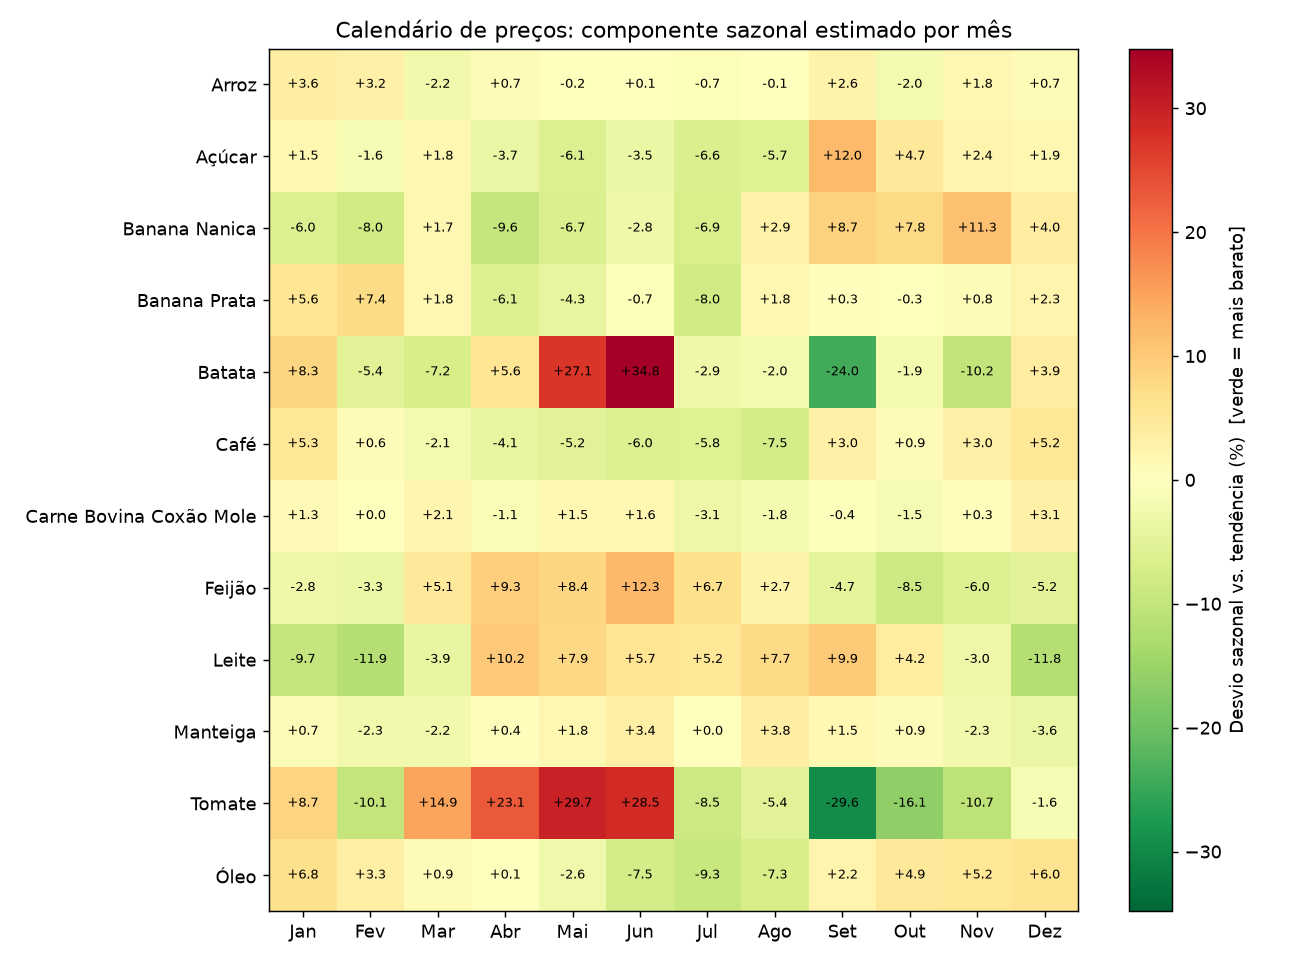 Calendário de preços: componente sazonal estimado por mês
Arroz +3.6 +3.2 -2.2 +0.7 -0.2 +0.1 -0.7 -0.1 +2.6 -2.0 +1.8 +0.7
Açúcar +1.5 -1.6 +1.8 -3.7 -6.1 -3.5 -6.6 -5.7 +12.0 +4.7 +2.4 +1.9
Banana Nanica -6.0 -8.0 +1.7 -9.6 -6.7 -2.8 -6.9 +2.9 +8.7 +7.8 +11.3 +4.0
Banana Prata +5.6 +7.4 +1.8 -6.1 -4.3 -0.7 -8.0 +1.8 +0.3 -0.3 +0.8 +2.3
Batata +8.3 -5.4 -7.2 +5.6 +27.1 +34.8 -2.9 -2.0 -24.0 -1.9 -10.2 +3.9
Café +5.3 +0.6 -2.1 -4.1 -5.2 -6.0 -5.8 -7.5 +3.0 +0.9 +3.0 +5.2
Carne Bovina Coxão Mole +1.3 +0.0 +2.1 -1.1 +1.5 +1.6 -3.1 -1.8 -0.4 -1.5 +0.3 +3.1
Feijão -2.8 -3.3 +5.1 +9.3 +8.4 +12.3 +6.7 +2.7 -4.7 -8.5 -6.0 -5.2
Leite -9.7 -11.9 -3.9 +10.2 +7.9 +5.7 +5.2 +7.7 +9.9 +4.2 -3.0 -11.8
Manteiga +0.7 -2.3 -2.2 +0.4 +1.8 +3.4 +0.0 +3.8 +1.5 +0.9 -2.3 -3.6
Tomate +8.7 -10.1 +14.9 +23.1 +29.7 +28.5 -8.5 -5.4 -29.6 -16.1 -10.7 -1.6
Óleo +6.8 +3.3 +0.9 +0.1 -2.6 -7.5 -9.3 -7.3 +2.2 +4.9 +5.2 +6.0
Jan Fev Mar Abr Mai Jun Jul Ago Set Out Nov Dez
30
20
10
0
−10
−20
−30
Desvio sazonal vs. tendência (%) [verde = mais barato]